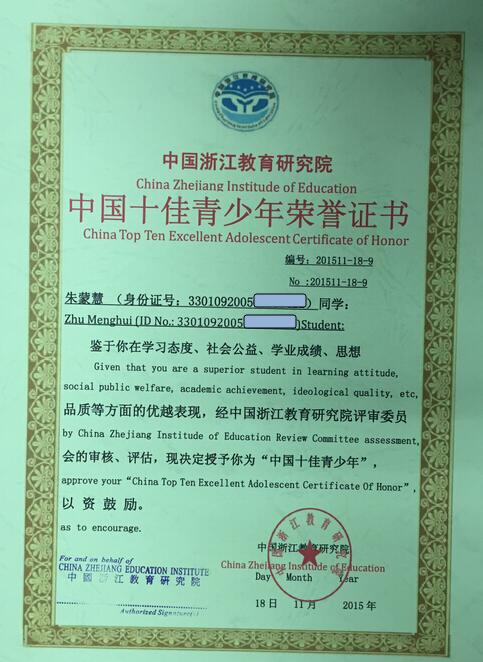 中国浙江教育研究院
China Zhejiang Institude of Education
中国十佳青少年荣誉证书
China Top Ten Excellent Adolescent Certificate of Honor
编号：201511-18-9
No :201511-18-9
朱蒙慧 （身份证号：3301092005 ）同学：
Zhu Menghui (ID No.: 3301092005 )Student:
鉴于你在学习态度、社会公益、学业成绩、思想
Given that you are a superior student in learning attitude,
social public welfare, academic achievement, ideological quality, etc,
品质等方面的优越表现，经中国浙江教育研究院评审委员
by China Zhejiang Institute of Education Review Committee assessment,
会的审核、评估，现决定授予你为“中国十佳青少年”，
approve your“China Top Ten Excellent Adolescent Certificate Of Honor”,
以资鼓励。
as to encourage.
中国浙江教育研究院
China Zhejiang Institude of Education
Day Month Year
18日 11月 2015年
中国浙江教育研究院
For and on behalf of
CHINA ZHEJIANG EDUCATION INSTITUTE
中國浙江教育研究院
Authorized Signature(s)